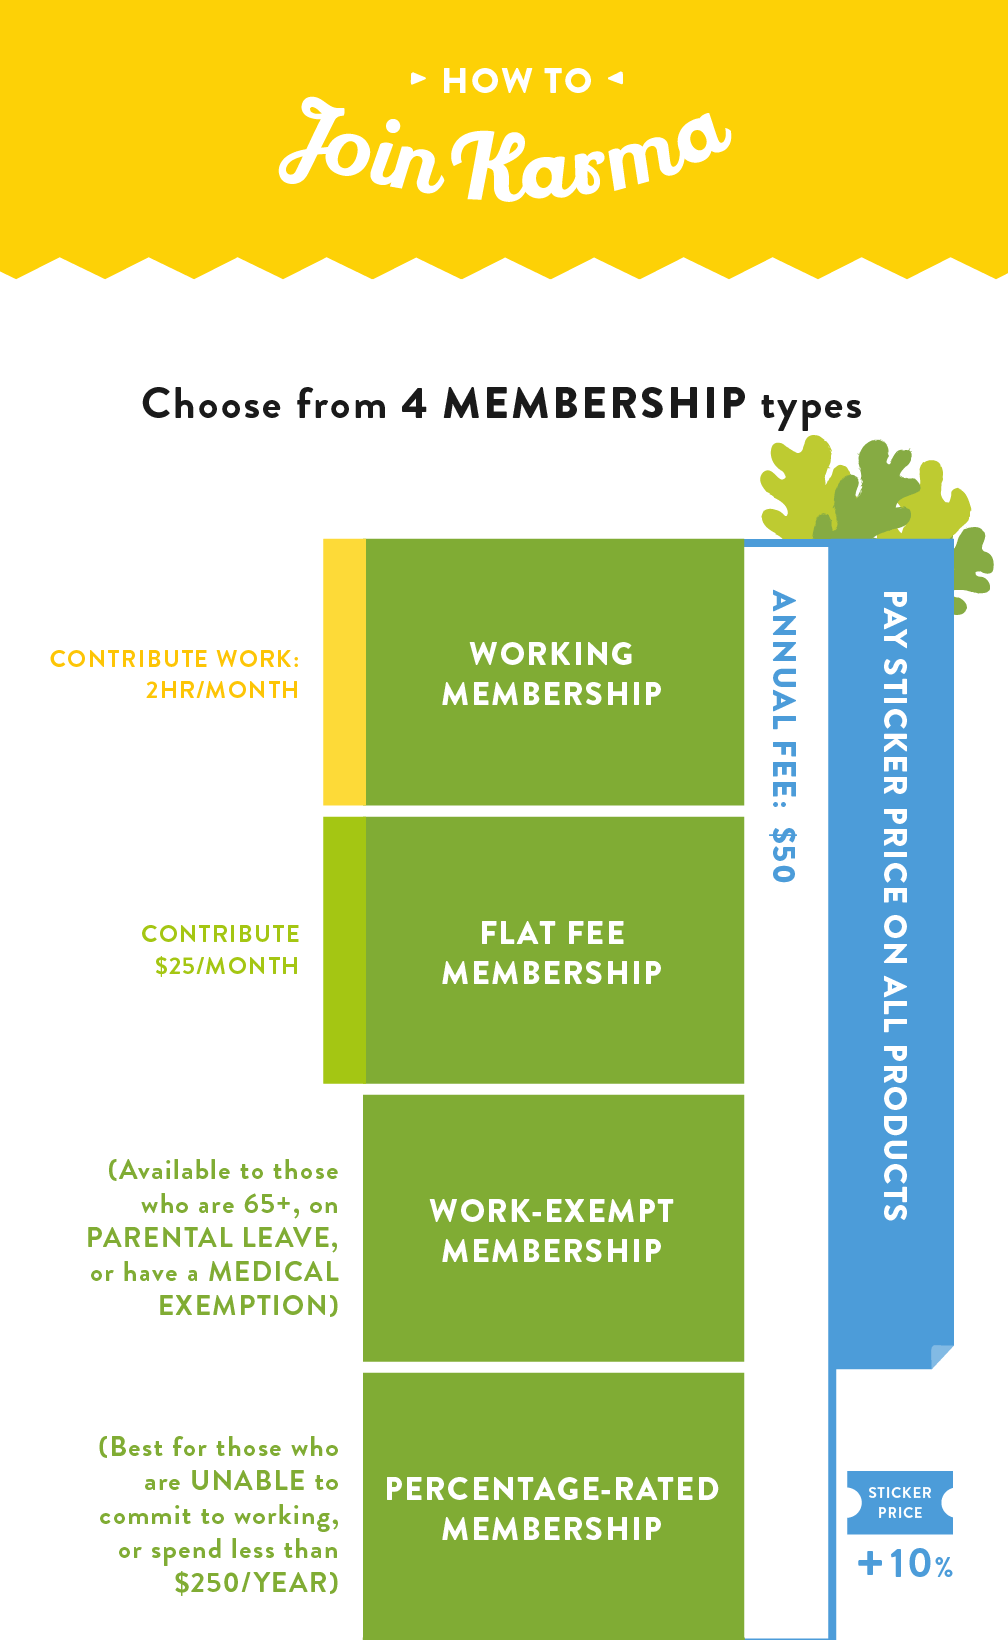 HOW TO
Join Karma
Choose from 4 MEMBERSHIP types
CONTRIBUTE WORK:
2HR/MONTH
WORKING
MEMBERSHIP
ANNUAL FEE: $50
PAY STICKER PRICE ON ALL PRODUCTS
CONTRIBUTE
$25/MONTH
FLAT FEE
MEMBERSHIP
(Available to those
who are 65+, on
PARENTAL LEAVE,
or have a MEDICAL
EXEMPTION)
WORK-EXEMPT
MEMBERSHIP
(Best for those who
are UNABLE to
commit to working,
or spend less than
$250/YEAR)
PERCENTAGE-RATED
MEMBERSHIP
STICKER
PRICE
+10%